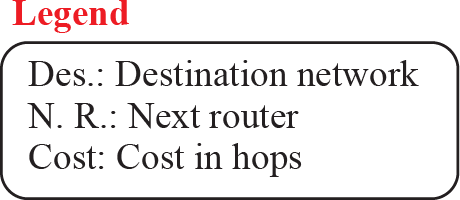 Legend
Des.: Destination network
N. R.: Next router
Cost: Cost in hops